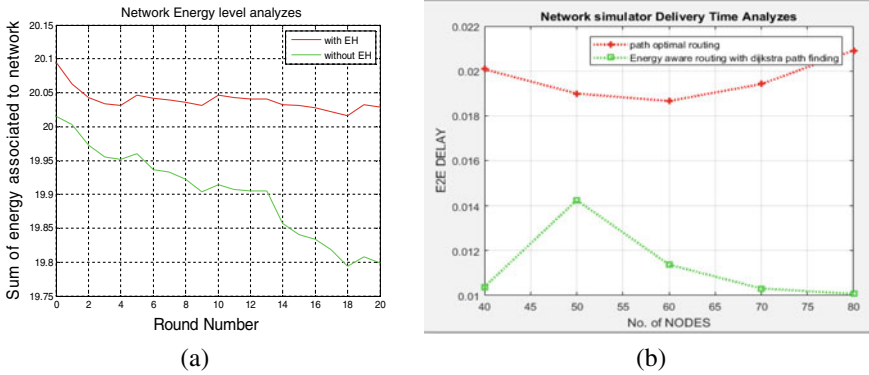 Network Energy level analyzes
with EH
without EH
Sum of energy associated to network
20.15
20.1
20.05
20
19.95
19.9
19.85
19.8
19.75
0 2 4 6 8 10 12 14 16 18 20
Round Number
(a)
Network simulator Delivery Time Analyzes
path optimal routing
Energy aware routing with dijkstra path finding
E2E DELAY
0.022
0.02
0.018
0.016
0.014
0.012
0.01
40 45 50 55 60 65 70 75 80
No. of NODES
(b)